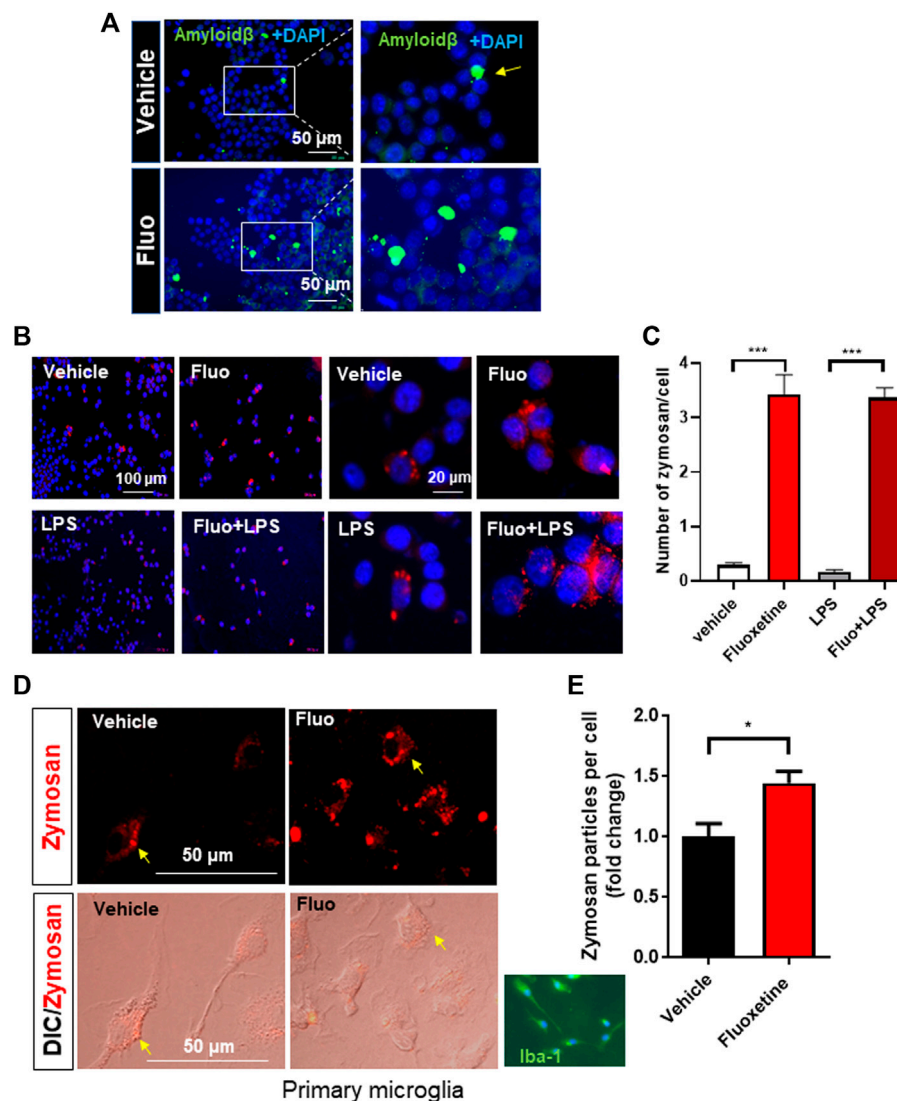 A
Vehicle
Amyloidβ +DAPI
50 µm
Amyloidβ +DAPI
Fluo
50 µm
B
Vehicle
100 µm
Fluo
Vehicle
20 µm
Fluo
LPS
Fluo+LPS
LPS
Fluo+LPS
C
Number of zymosan/cell
4
3
2
1
0
***
***
vehicle
Fluoxetine
LPS
Fluo+LPS
D
Zymosan
Vehicle
50 µm
Fluo
DIC/Zymosan
Vehicle
50 µm
Fluo
Iba-1
Primary microglia
E
Zymosan particles per cell
(fold change)
2.0
1.5
1.0
0.5
0.0
*
Vehicle
Fluoxetine